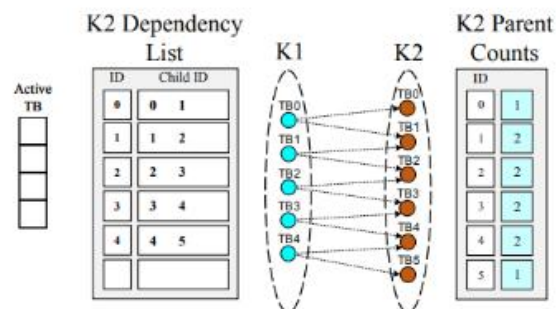 K2 Dependency
List
K1
K2
K2 Parent
Counts
Active
TB
ID Child ID
0 0 1
1 1 2
2 2 3
3 3 4
4 4 5
TB0
TB1
TB2
TB3
TB4
TB0
TB1
TB2
TB3
TB4
TB5
ID
0 1
1 2
2 2
3 2
4 2
5 1